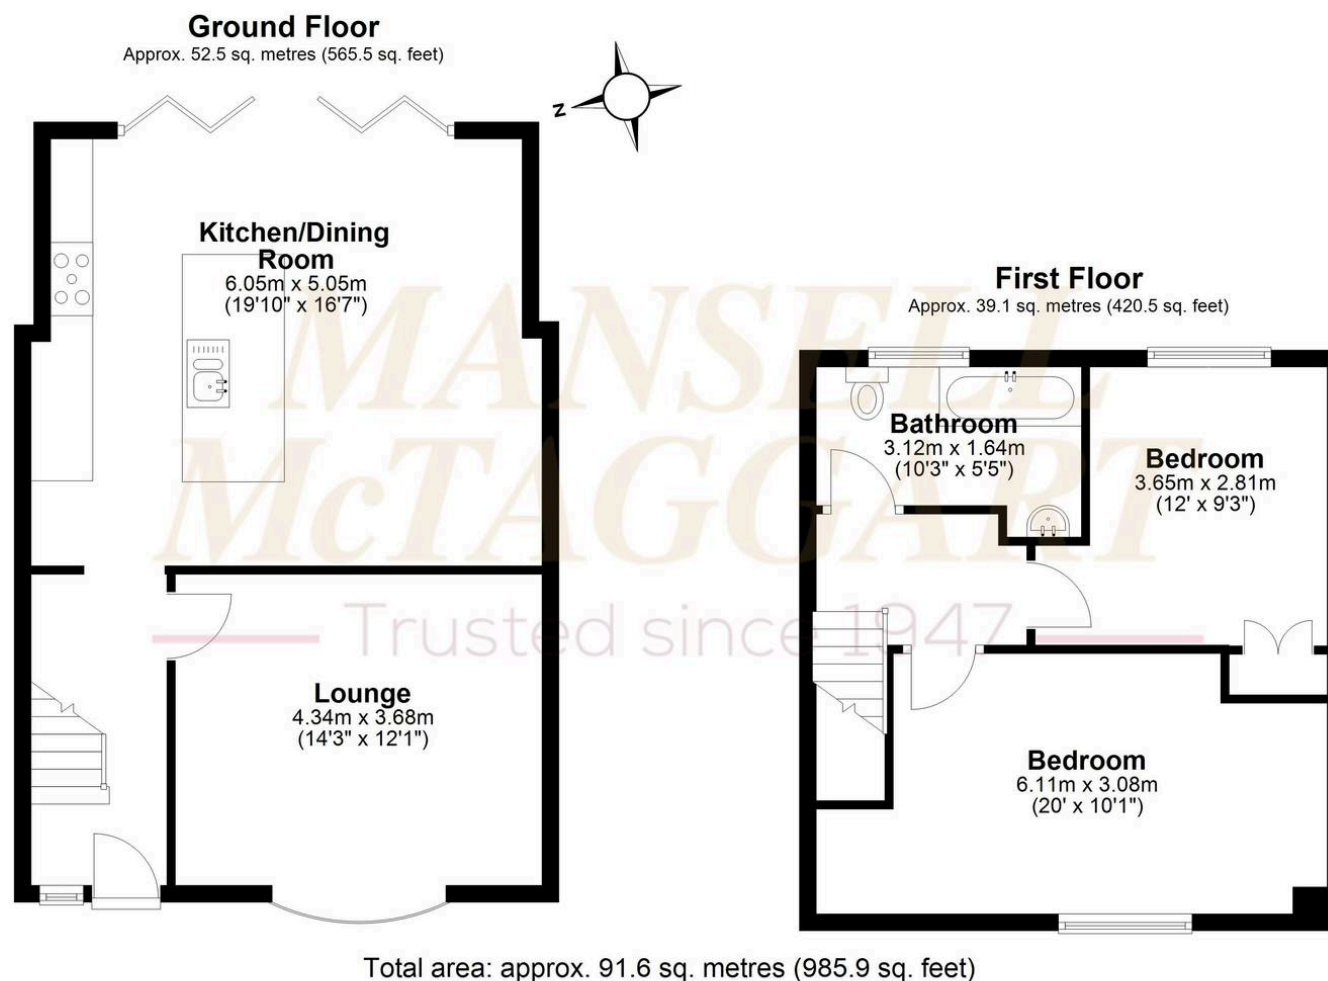 Ground Floor
Approx. 52.5 sq. metres (565.5 sq. feet)
N
Kitchen/Dining
Room
6.05m x 5.05m
(19'10" x 16'7")
Lounge
4.34m x 3.68m
(14'3" x 12'1")
First Floor
Approx. 39.1 sq. metres (420.5 sq. feet)
Bathroom
3.12m x 1.64m
(10'3" x 5'5")
Bedroom
3.65m x 2.81m
(12' x 9'3")
Bedroom
6.11m x 3.08m
(20' x 10'1")
MANSELL
McTAGGART
Trusted since 1947
Total area: approx. 91.6 sq. metres (985.9 sq. feet)